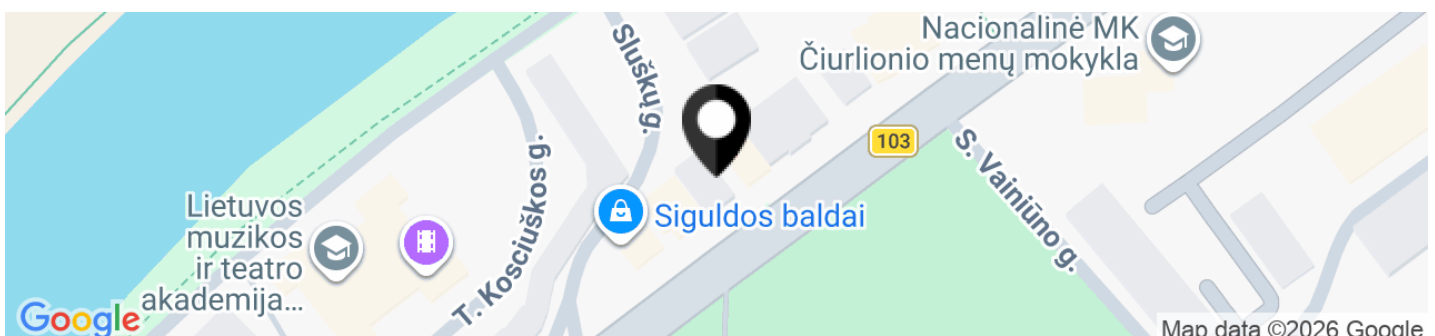 Nacionalinė MK
Čiurlionio menų mokykla
Sluškų g.
103
S. Vainiūno g.
T. Kosciuškos g.
Siguldos baldai
Lietuvos
muzikos
ir teatro
akademija...
Google
Map data ©2026 Google